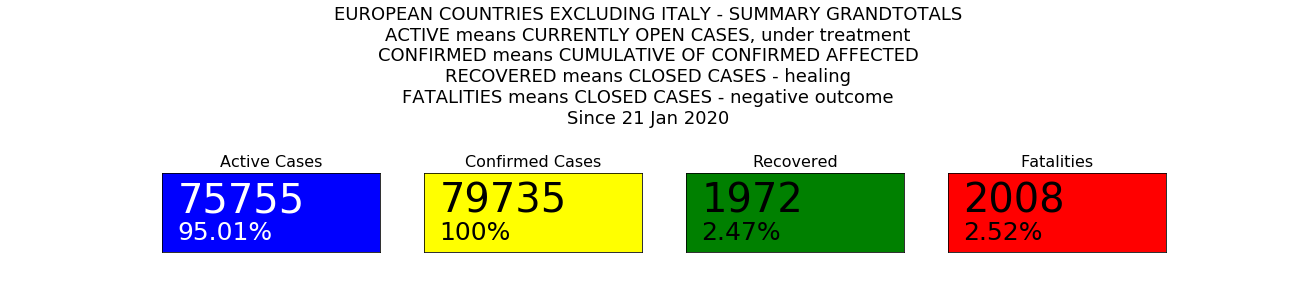 EUROPEAN COUNTRIES EXCLUDING ITALY - SUMMARY GRANDTOTALS
ACTIVE means CURRENTLY OPEN CASES, under treatment
CONFIRMED means CUMULATIVE OF CONFIRMED AFFECTED
RECOVERED means CLOSED CASES - healing
FATALITIES means CLOSED CASES - negative outcome
Since 21 Jan 2020
Active Cases
75755
95.01%
Confirmed Cases
79735
100%
Recovered
1972
2.47%
Fatalities
2008
2.52%